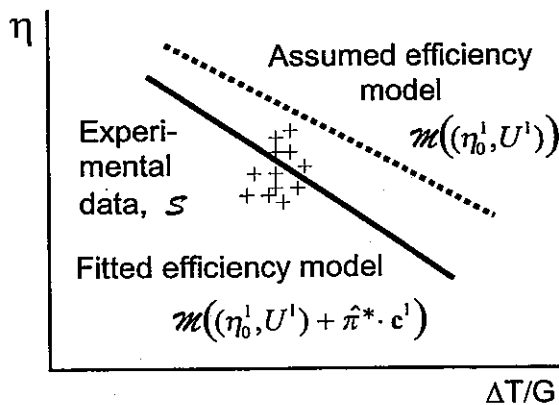 η
Assumed efficiency
model
𝓜((η₀¹, U¹))
Experi-
mental
data, 𝒮
Fitted efficiency model
𝓜((η₀¹, U¹) + π̂* · c¹)
ΔT/G